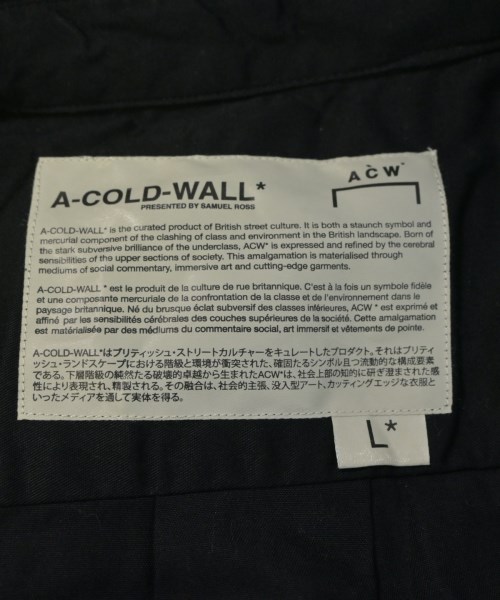 A-COLD-WALL*
PRESENTED BY SAMUEL ROSS
ACW*
A-COLD-WALL* is the curated product of British street culture. It is both a staunch symbol and
mercurial component of the clashing of class and environment in the British landscape. Born of
the stark subversive brilliance of the underclass, ACW* is expressed and refined by the cerebral
sensibilities of the upper sections of society. This amalgamation is materialised through
mediums of social commentary, immersive art and cutting-edge garments.
A-COLD-WALL* est le produit de la culture de rue britannique. C'est à la fois un symbole fidèle
et une composante mercuriale de la confrontation de la classe et de l'environnement dans le
paysage britannique. Né du brusque éclat subversif des classes inférieures, ACW* est exprimé et
affiné par les sensibilités cérébrales des couches supérieures de la société. Cette amalgamation
est matérialisée par des médiums du commentaire social, art immersif et vêtements de pointe.
A-COLD-WALL*はブリティッシュ・ストリートカルチャーをキュレートしたプロダクト。それはブリティ
ッシュ・ランドスケープにおける階級と環境が衝突された、確固たるシンボル且つ流動的な構成要素
である。下層階級の純然たる破壊的卓越から生まれたACW*は、社会上部の知的に研ぎ澄まされた感
性により表現され、精製される。その融合は、社会的主張、没入型アート、カッティングエッジな衣服と
いったメディアを通して実体を得る。
L*